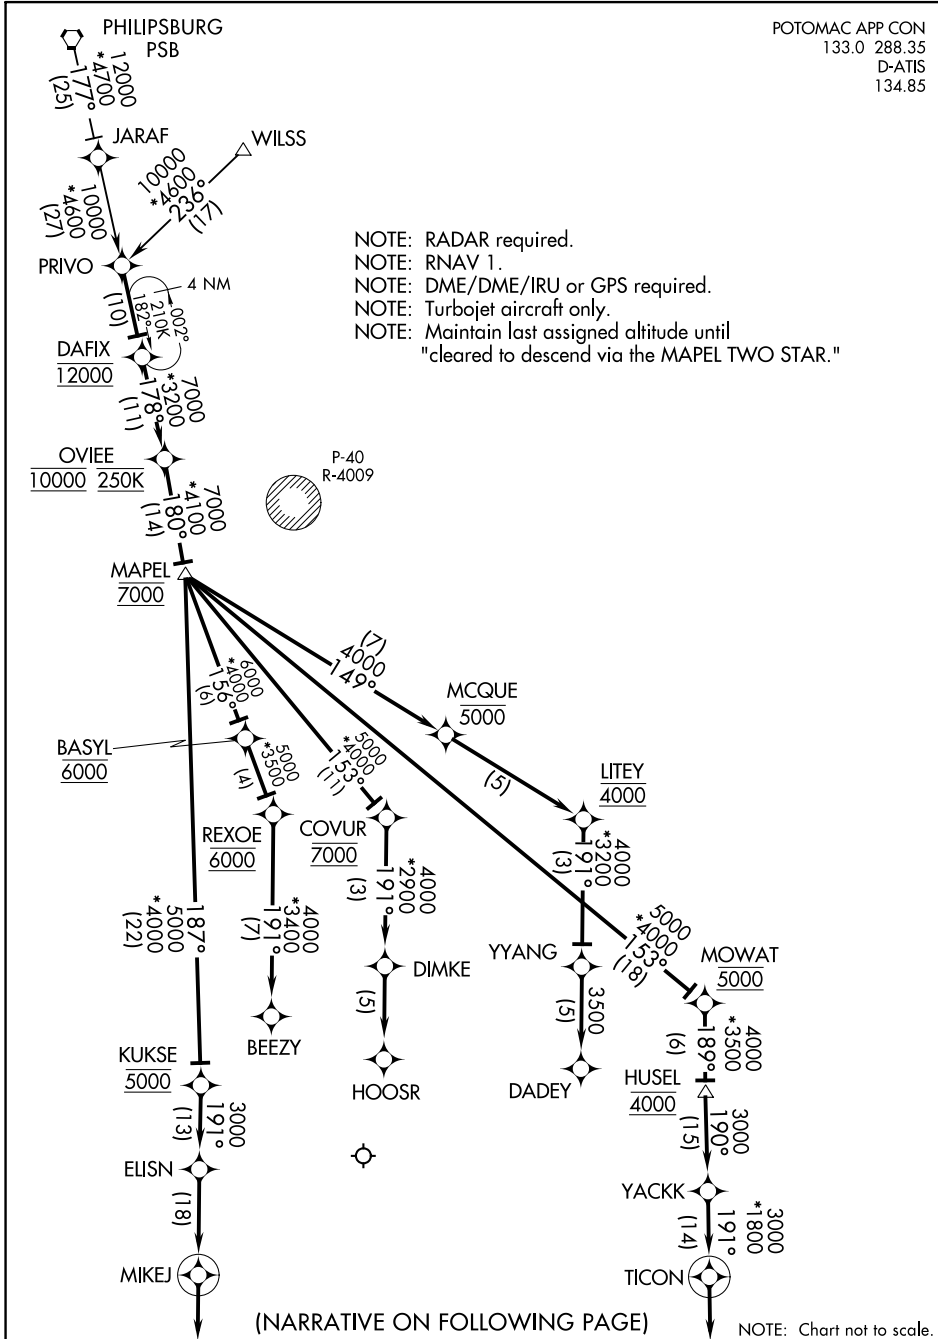 PHILIPSBURG
PSB
POTOMAC APP CON
133.0 288.35
D-ATIS
134.85
12000
*4700
177°
(25)
JARAF
WILSS
10000
*4600
236°
(17)
10000
*4600
(27)
NOTE: RADAR required.
NOTE: RNAV 1.
NOTE: DME/DME/IRU or GPS required.
NOTE: Turbojet aircraft only.
NOTE: Maintain last assigned altitude until
"cleared to descend via the MAPEL TWO STAR."
PRIVO
4 NM
(10)
182°
210K
002°
DAFIX
12000
7000
*3200
178°
(11)
OVIEE
10000 250K
P-40
R-4009
7000
*4100
180°
(14)
MAPEL
7000
(7)
4000
149°
6000
*4000
156°
(6)
MCQUE
5000
BASYL
6000
5000
*3500
(4)
5000
*4000
153°
(11)
(5)
LITEY
4000
REXOE
6000
COVUR
7000
4000
*3200
191°
(3)
187°
5000
*4000
(22)
4000
*3400
191°
(7)
4000
*2900
191°
(3)
5000
*4000
153°
(18)
DIMKE
YYANG
MOWAT
5000
(5)
3500
(5)
4000
*3500
189°
(6)
BEEZY
KUKSE
5000
HOOSR
DADEY
HUSEL
4000
3000
191°
(13)
3000
190°
(15)
ELISN
YACKK
(18)
3000
*1800
191°
(14)
MIKEJ
TICON
(NARRATIVE ON FOLLOWING PAGE)
NOTE: Chart not to scale.